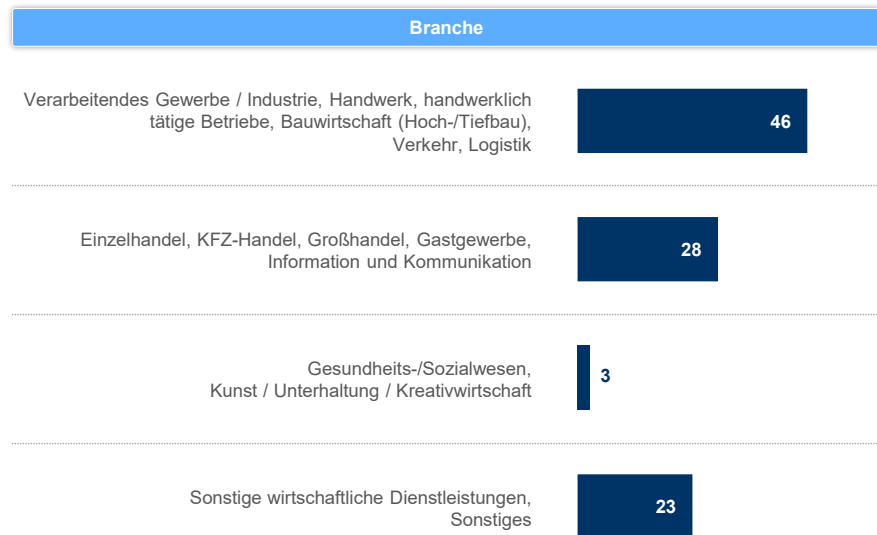 Branche
Verarbeitendes Gewerbe / Industrie, Handwerk, handwerklich
tätige Betriebe, Bauwirtschaft (Hoch-/Tiefbau),
Verkehr, Logistik
46
Einzelhandel, KFZ-Handel, Großhandel, Gastgewerbe,
Information und Kommunikation
28
Gesundheits-/Sozialwesen,
Kunst / Unterhaltung / Kreativwirtschaft
3
Sonstige wirtschaftliche Dienstleistungen,
Sonstiges
23